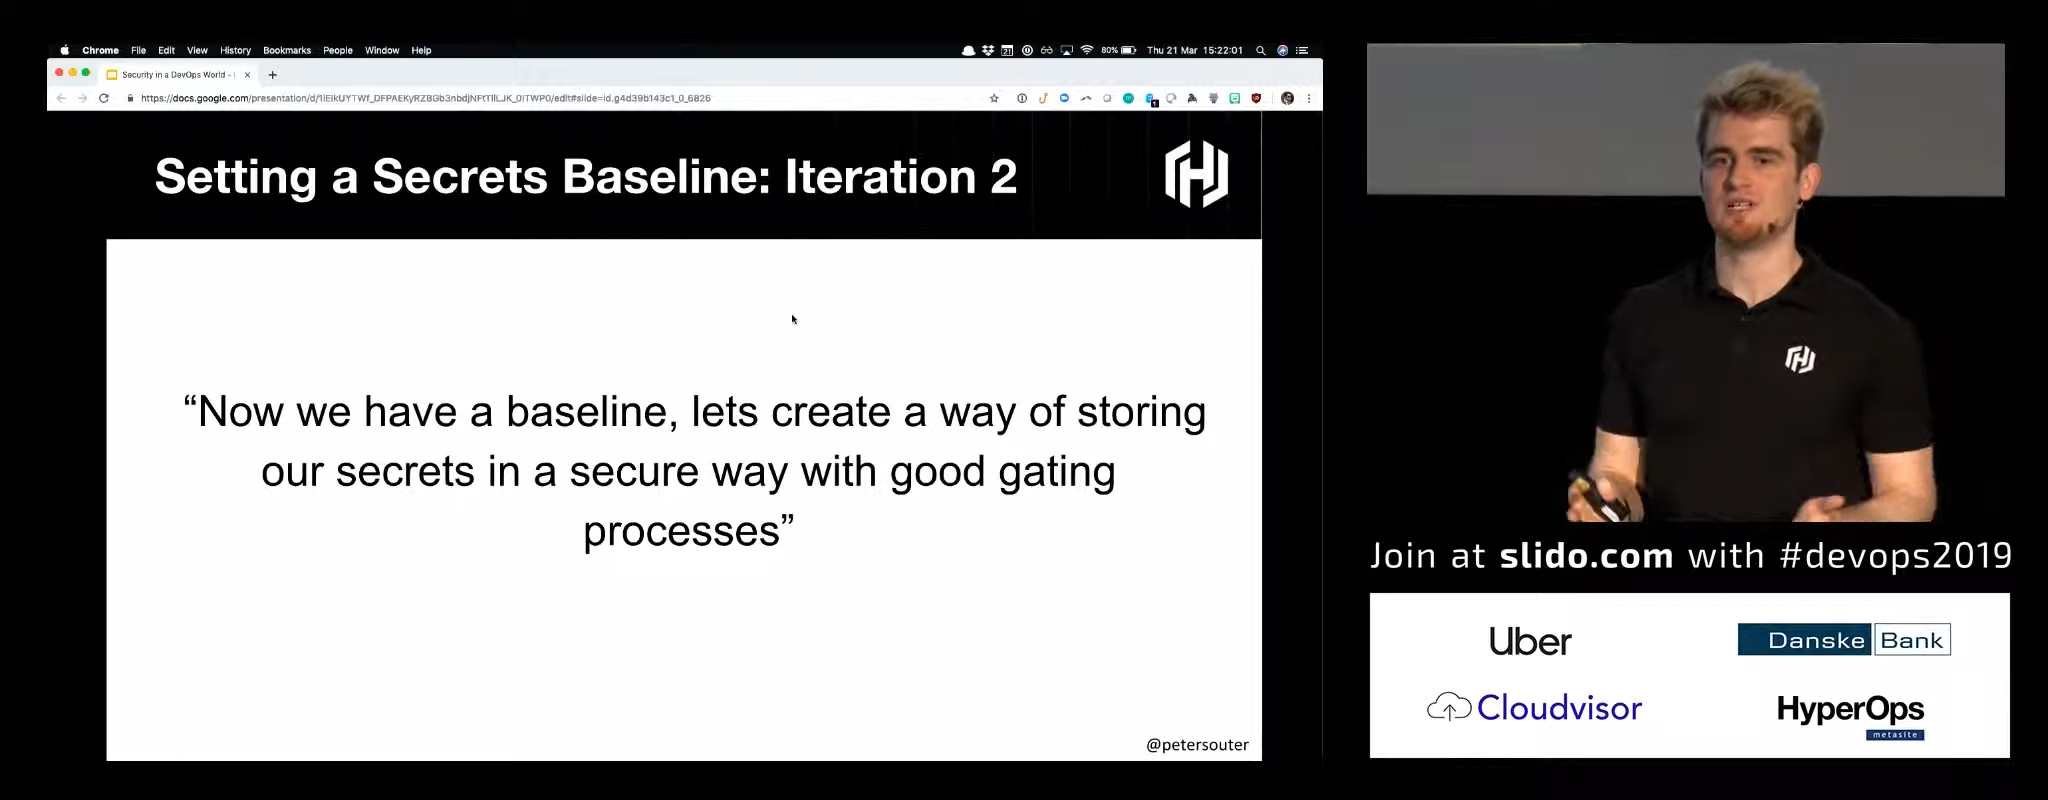 Chrome File Edit View History Bookmarks People Window Help
80% Thu 21 Mar 15:22:01
Security in a DevOps World -
Setting a Secrets Baseline: Iteration 2
“Now we have a baseline, lets create a way of storing
our secrets in a secure way with good gating
processes”
@petersouter
Join at slido.com with #devops2019
Uber
Danske Bank
Cloudvisor
HyperOps
metasite